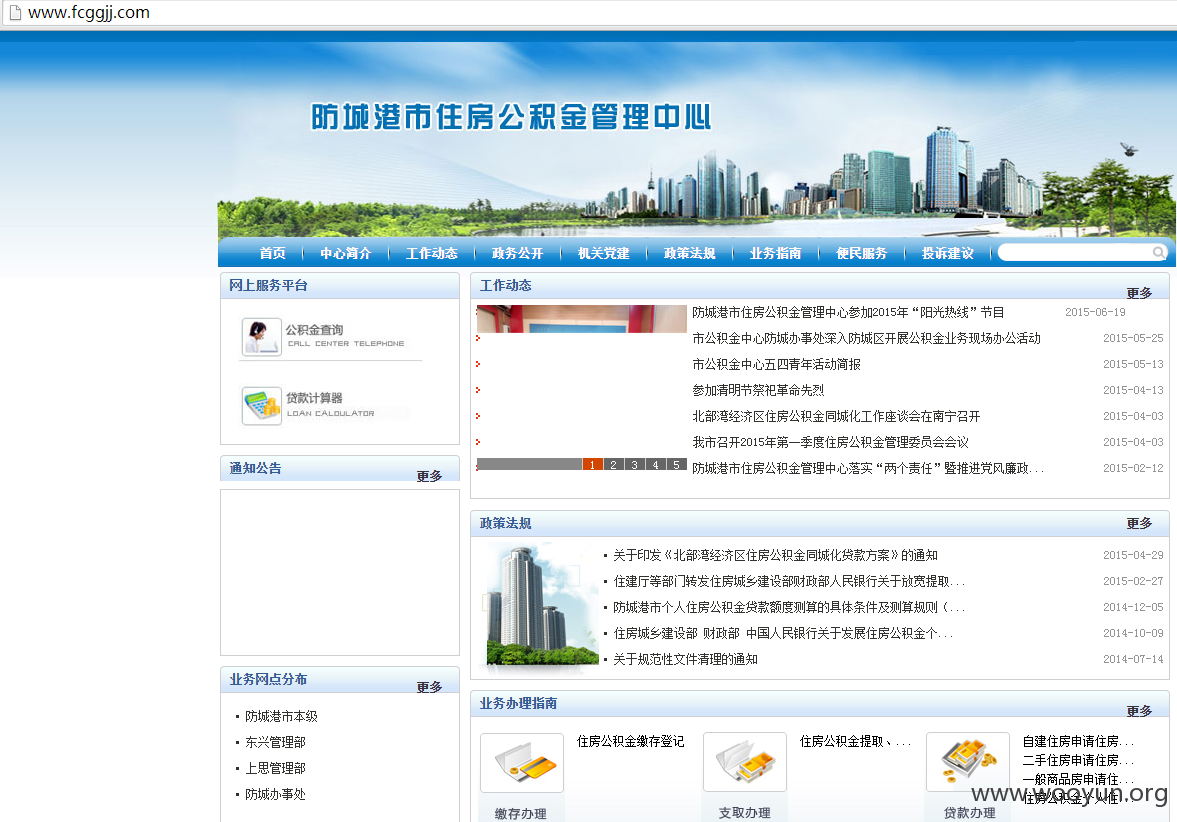 www.fcggjj.com
防城港市住房公积金管理中心
首页 中心简介 工作动态 政务公开 机关党建 政策法规 业务指南 便民服务 投诉建议
网上服务平台
公积金查询
CALL CENTER TELEPHONE
贷款计算器
LOAN CALOULATOR
通知公告 更多
业务网点分布 更多
防城港市本级
东兴管理部
上思管理部
防城办事处
工作动态 更多
防城港市住房公积金管理中心参加2015年“阳光热线”节目 2015-06-19
市公积金中心防城办事处深入防城区开展公积金业务现场办公活动 2015-05-25
市公积金中心五四青年活动简报 2015-05-13
参加清明节祭祀革命先烈 2015-04-13
北部湾经济区住房公积金同城化工作座谈会在南宁召开 2015-04-03
我市召开2015年第一季度住房公积金管理委员会会议 2015-04-03
防城港市住房公积金管理中心落实“两个责任”暨推进党风廉政... 2015-02-12
1 2 3 4 5
政策法规 更多
关于印发《北部湾经济区住房公积金同城化贷款方案》的通知 2015-04-29
住建厅等部门转发住房城乡建设部财政部人民银行关于放宽提取... 2015-02-27
防城港市个人住房公积金贷款额度测算的具体条件及测算规则（... 2014-12-05
住房城乡建设部 财政部 中国人民银行关于发展住房公积金个... 2014-10-09
关于规范性文件清理的通知 2014-07-14
业务办理指南 更多
住房公积金缴存登记
缴存办理
住房公积金提取、...
支取办理
自建住房申请住房...
二手住房申请住房...
一般商品房申请住...
住房公积金个人住...
贷款办理
www.wooyun.org